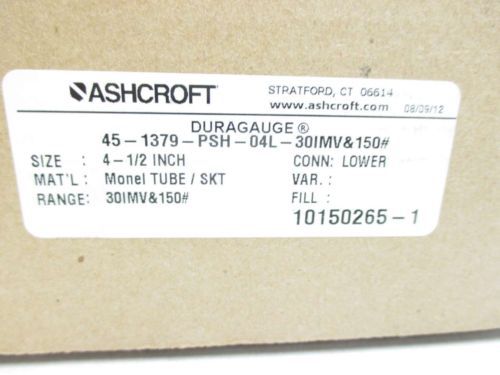 ASHCROFT
STRATFORD, CT 06614
www.ashcroft.com 08/09/12
DURAGAUGE®
45-1379-PSH-04L-30IMV&150#
SIZE : 4-1/2 INCH CONN: LOWER
MAT'L : Monel TUBE / SKT VAR. :
RANGE: 30IMV&150# FILL :
10150265-1